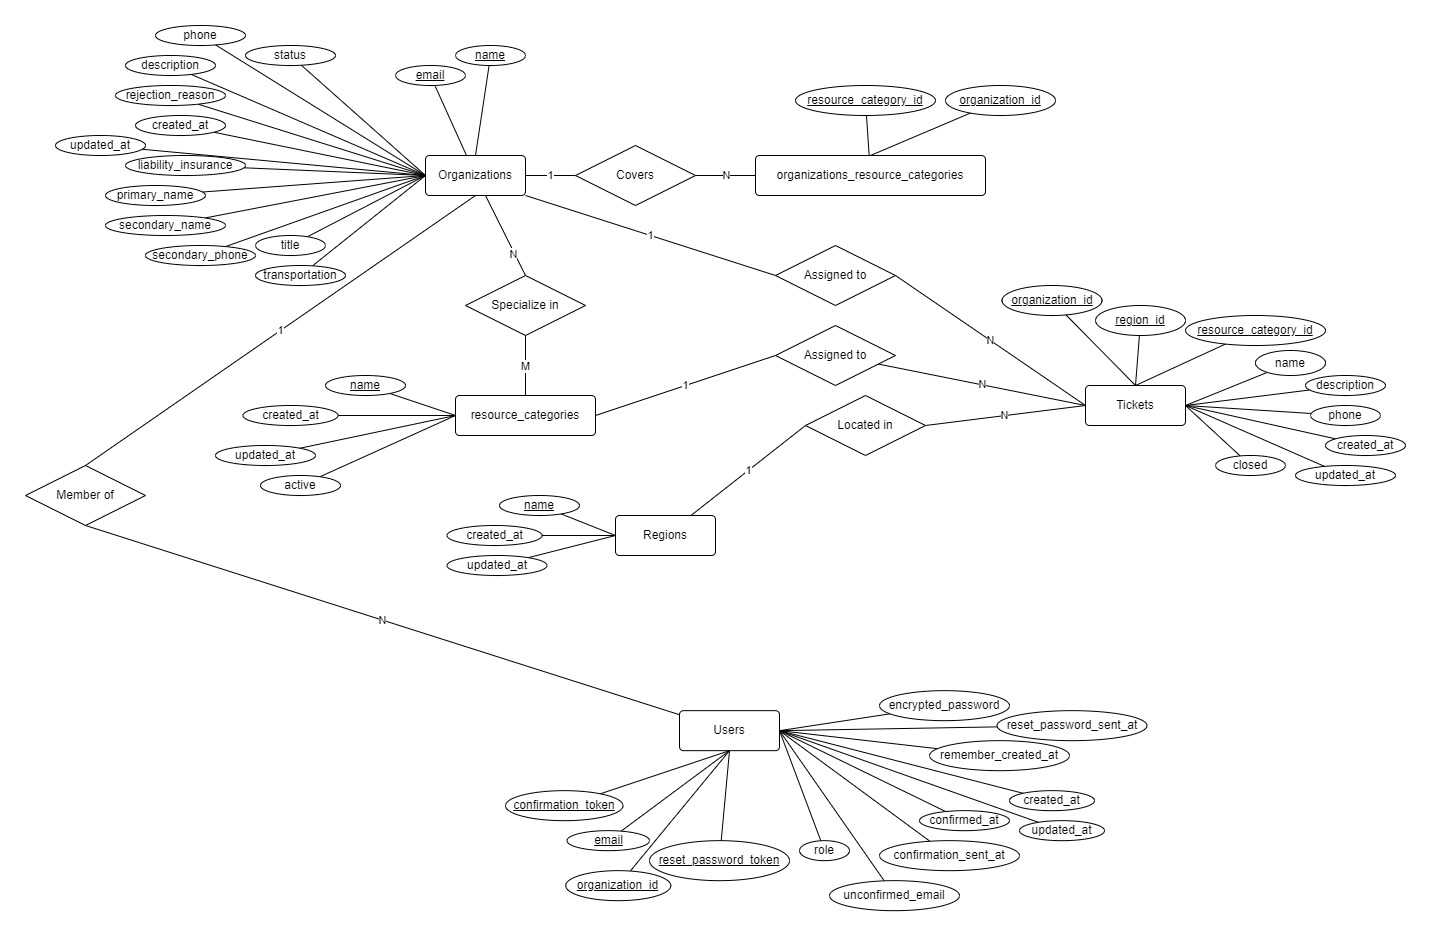 phone
status
name
description
email
rejection_reason
resource_category_id
organization_id
created_at
updated_at
liability_insurance
Organizations
1
Covers
N
organizations_resource_categories
primary_name
secondary_name
1
title
secondary_phone
N
transportation
Assigned to
organization_id
Specialize in
region_id
resource_category_id
1
N
Assigned to
name
M
name
1
N
description
created_at
resource_categories
Tickets
phone
N
Located in
updated_at
created_at
1
closed
active
updated_at
Member of
name
created_at
Regions
updated_at
N
encrypted_password
reset_password_sent_at
Users
remember_created_at
confirmation_token
created_at
confirmed_at
updated_at
email
role
confirmation_sent_at
reset_password_token
organization_id
unconfirmed_email